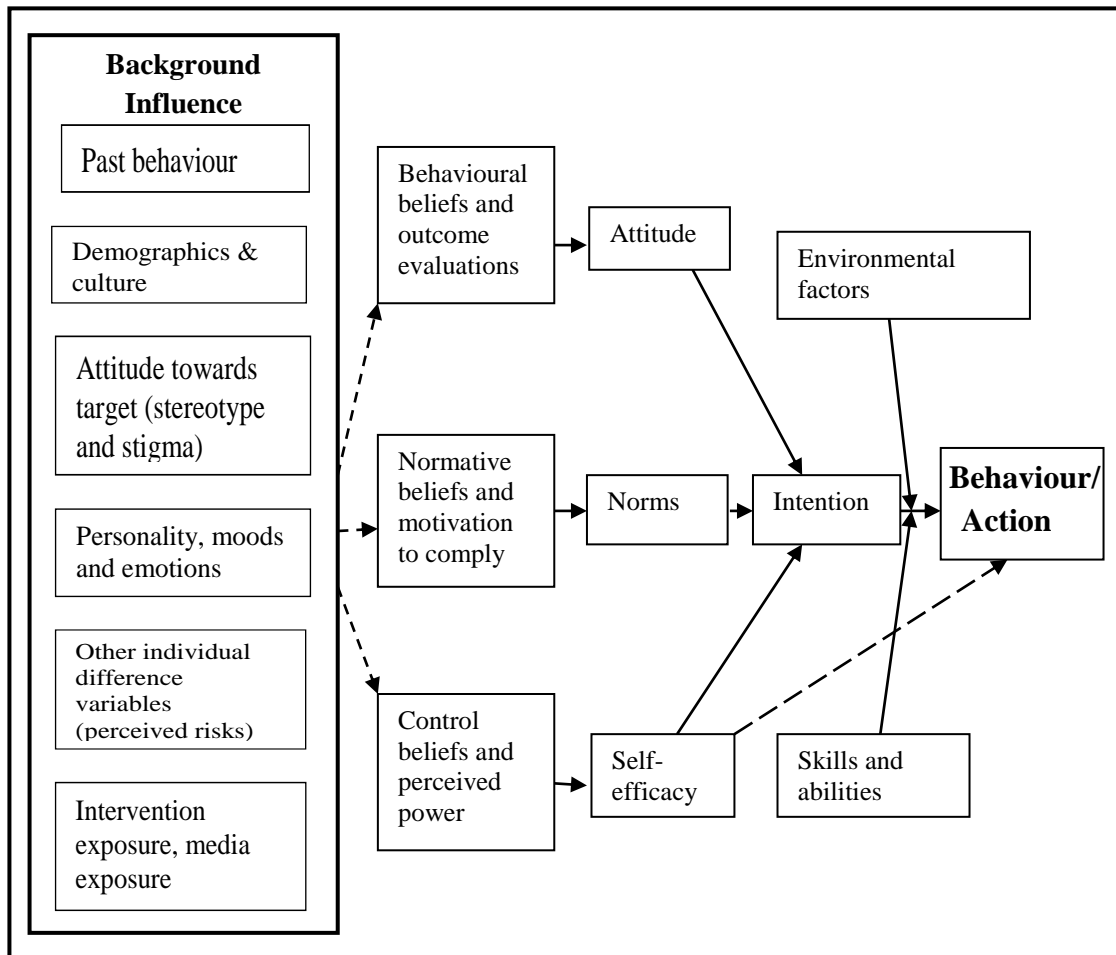 Background
Influence
Past behaviour
Demographics &
culture
Attitude towards
target (stereotype
and stigma)
Personality, moods
and emotions
Other individual
difference
variables
(perceived risks)
Intervention
exposure, media
exposure
Behavioural
beliefs and
outcome
evaluations
Normative
beliefs and
motivation
to comply
Control
beliefs and
perceived
power
Attitude
Norms
Self-
efficacy
Environmental
factors
Intention
Skills and
abilities
Behaviour/
Action